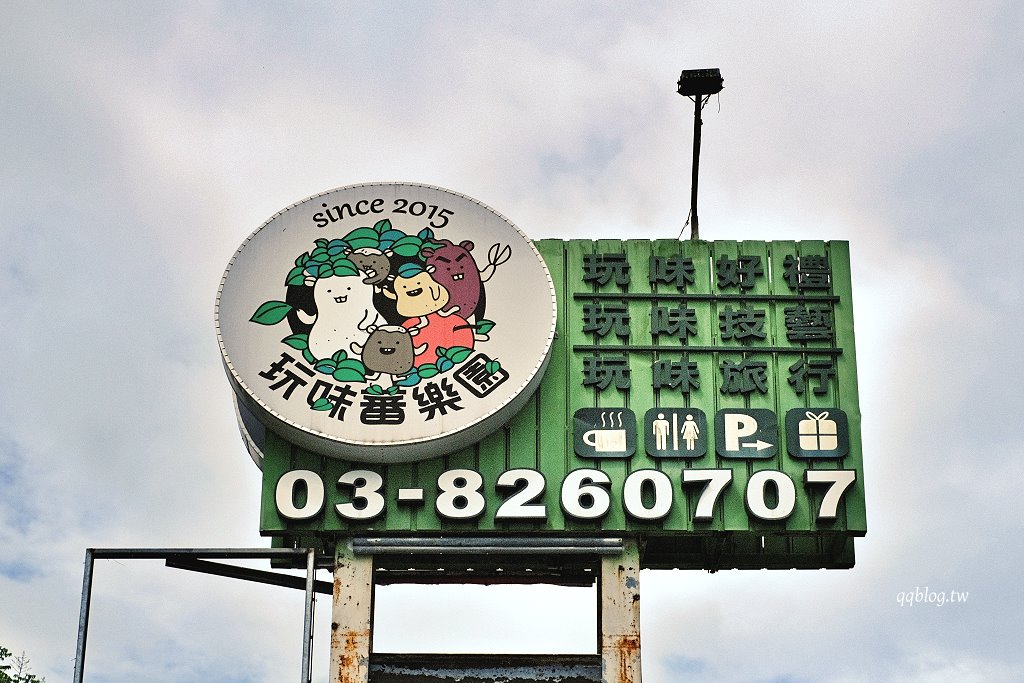 since 2015
玩味蕃樂園
玩味好禮
玩味技藝
玩味旅行
P
03-8260707
qqblog.tw